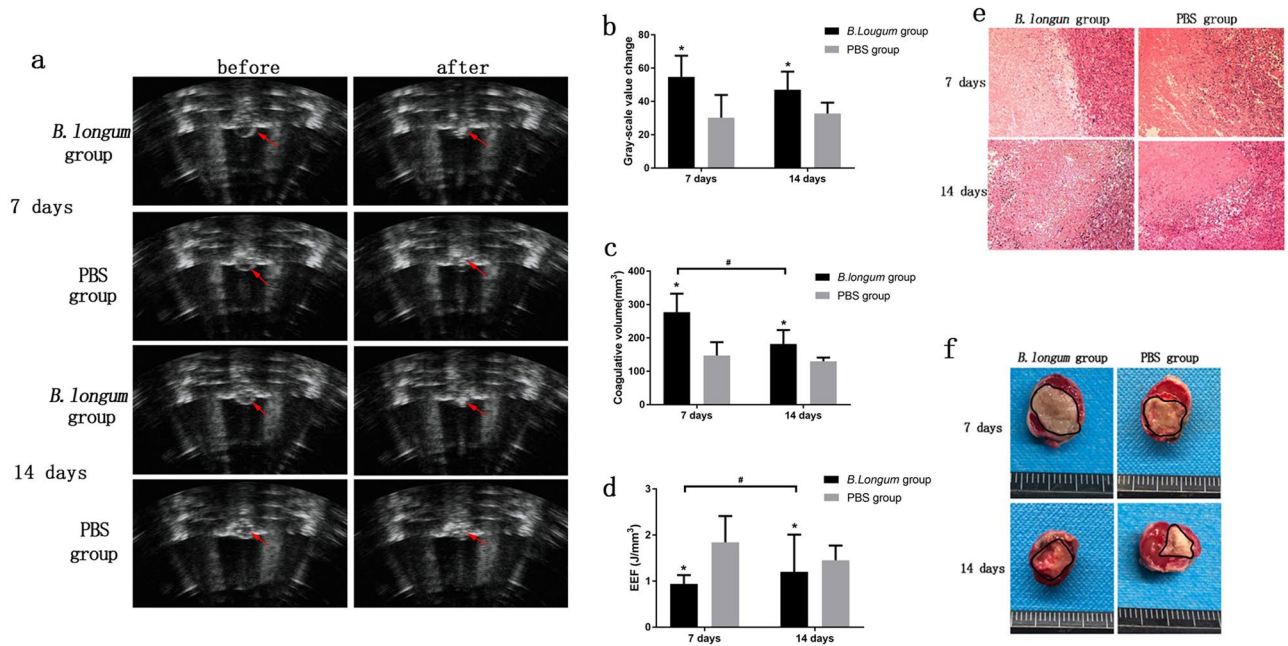 a
before
after
B. longum
group
7 days
PBS
group
B. longum
group
14 days
PBS
group
b
B.Lougum group
PBS group
Gray-scale value change
80
60
40
20
0
*
*
7 days
14 days
c
B.longum group
PBS group
Coagulative volume(mm³)
400
300
200
100
0
#
*
*
7 days
14 days
d
B.Longum group
PBS group
EEF (J/mm³)
3
2
1
0
#
*
*
7 days
14 days
e
B. longun group
PBS group
7 days
14 days
f
B. longum group
PBS group
7 days
14 days